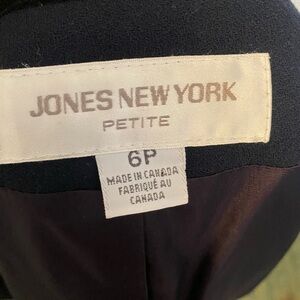 JONES NEW YORK
PETITE
6P
MADE IN CANADA
FABRIQUÉ AU
CANADA